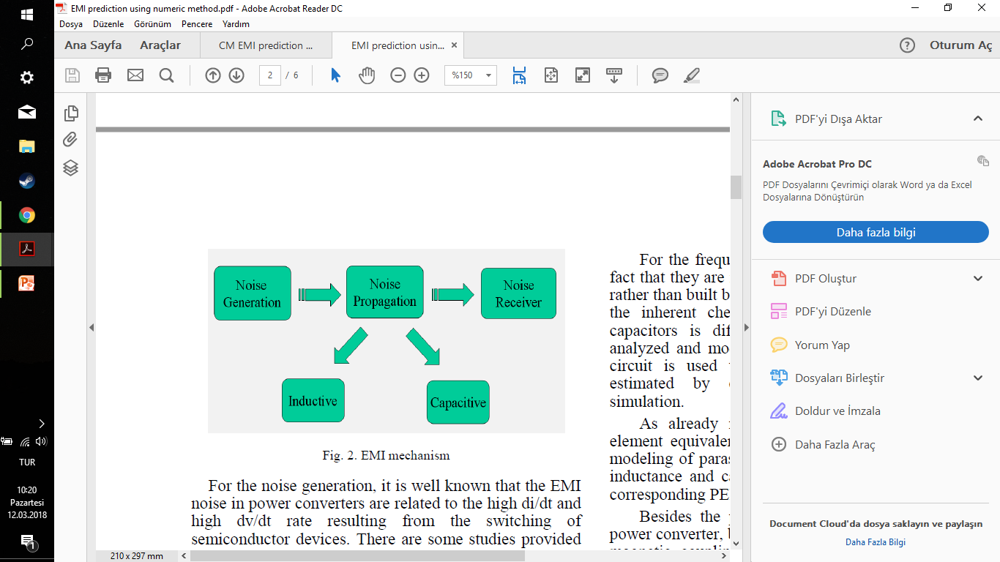 EMI prediction using numeric method.pdf - Adobe Acrobat Reader DC
Dosya Düzenle Görünüm Pencere Yardım
Ana Sayfa Araçlar CM EMI prediction ... EMI prediction usin... × ? Oturum Aç
2 / 6 %150
Noise
Generation
Noise
Propagation
Noise
Receiver
Inductive
Capacitive
Fig. 2. EMI mechanism
For the noise generation, it is well known that the EMI
noise in power converters are related to the high di/dt and
high dv/dt rate resulting from the switching of
semiconductor devices. There are some studies provided
For the frequ
fact that they are
rather than built b
the inherent che
capacitors is dif
analyzed and mo
circuit is used
estimated by
simulation.
As already
element equivalen
modeling of paras
inductance and ca
corresponding PE
Besides the
power converter,
magnetic coupling
210 x 297 mm
PDF'yi Dışa Aktar
Adobe Acrobat Pro DC
PDF Dosyalarını Çevrimiçi olarak Word ya da Excel
Dosyalarına Dönüştürün
Daha fazla bilgi
PDF Oluştur
PDF'yi Düzenle
Yorum Yap
Dosyaları Birleştir
Doldur ve İmzala
Daha Fazla Araç
Document Cloud'da dosya saklayın ve paylaşın
Daha Fazla Bilgi
TUR
10:20
Pazartesi
12.03.2018
1